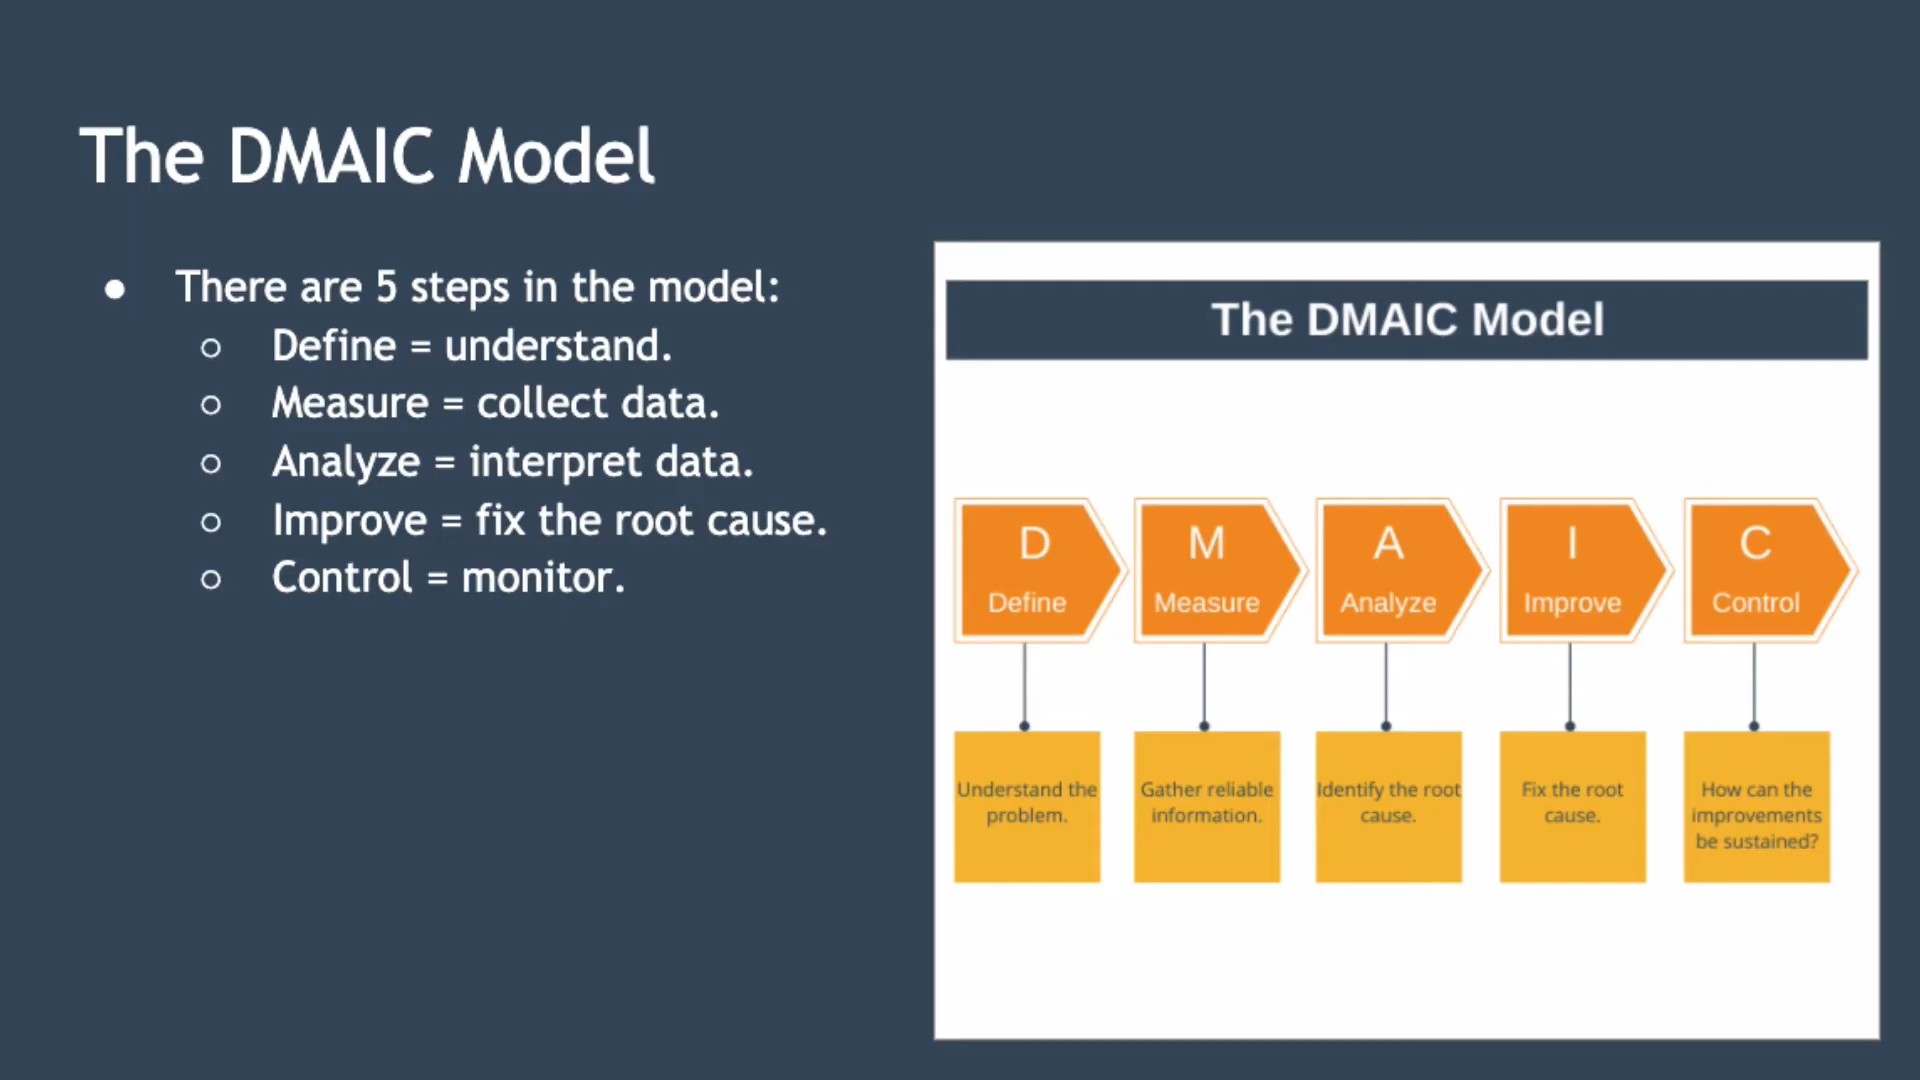 The DMAIC Model
● There are 5 steps in the model:
○ Define = understand.
○ Measure = collect data.
○ Analyze = interpret data.
○ Improve = fix the root cause.
○ Control = monitor.
The DMAIC Model
D
Define
M
Measure
A
Analyze
I
Improve
C
Control
Understand the
problem.
Gather reliable
information.
Identify the root
cause.
Fix the root
cause.
How can the
improvements
be sustained?